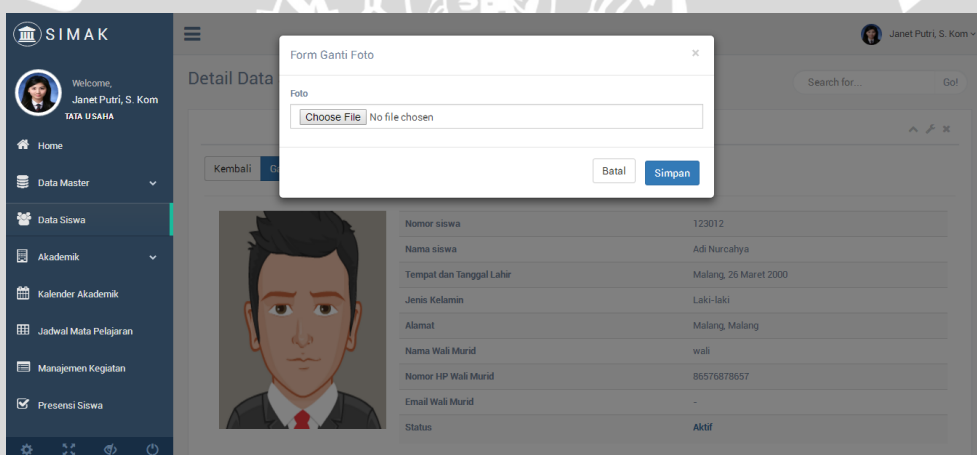 SIMAK
Welcome,
Janet Putri, S. Kom
TATA USAHA
Home
Data Master
Data Siswa
Akademik
Kalender Akademik
Jadwal Mata Pelajaran
Manajemen Kegiatan
Presensi Siswa
Janet Putri, S. Kom
Detail Data
Search for...
Go!
Form Ganti Foto
×
Foto
Choose File No file chosen
Batal
Simpan
Kembali
Nomor siswa 123012
Nama siswa Adi Nurcahya
Tempat dan Tanggal Lahir Malang, 26 Maret 2000
Jenis Kelamin Laki-laki
Alamat Malang, Malang
Nama Wali Murid wali
Nomor HP Wali Murid 86576878657
Email Wali Murid -
Status Aktif